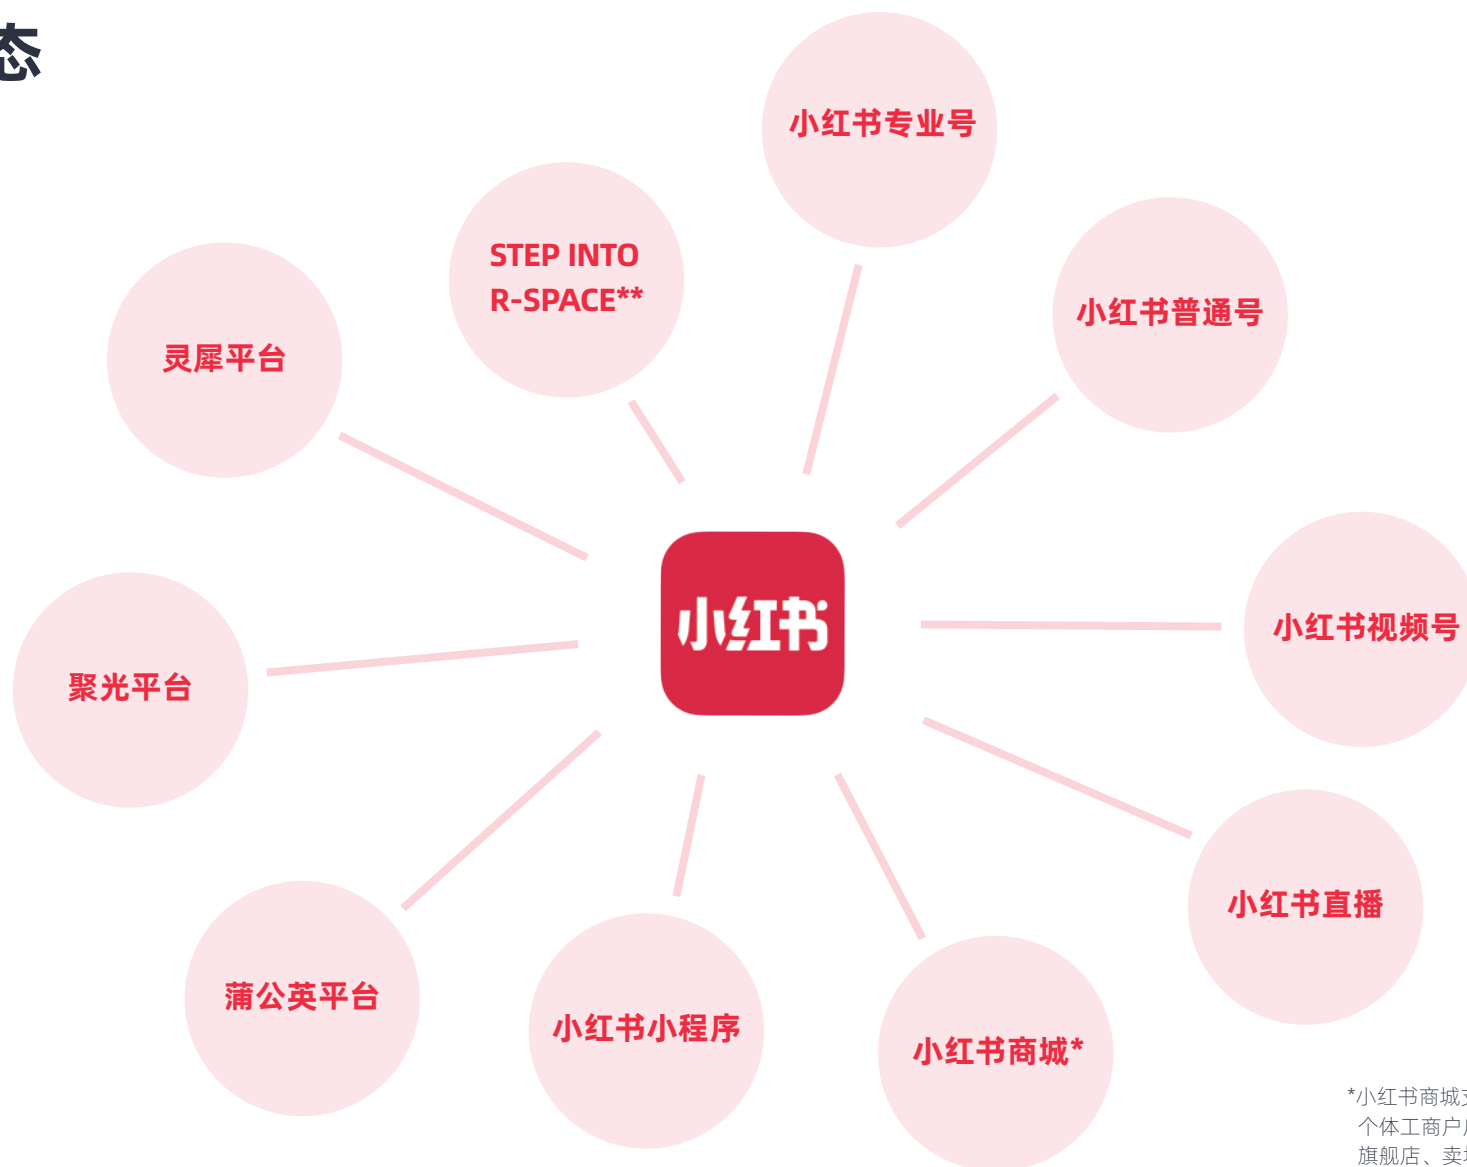 态
小红书专业号
STEP INTO
R-SPACE**
小红书普通号
灵犀平台
小红书
小红书视频号
聚光平台
小红书直播
蒲公英平台
小红书小程序
小红书商城*
*小红书商城
个体工商户
旗舰店、卖